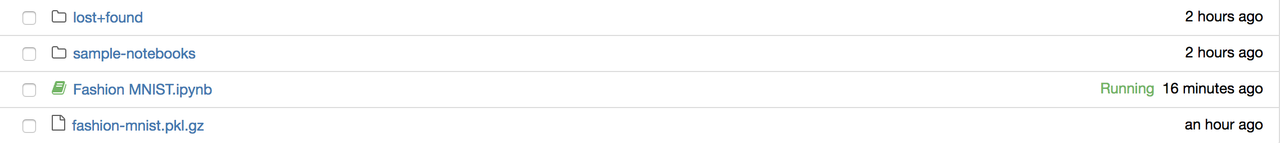 lost+found 2 hours ago
sample-notebooks 2 hours ago
Fashion MNIST.ipynb Running 16 minutes ago
fashion-mnist.pkl.gz an hour ago